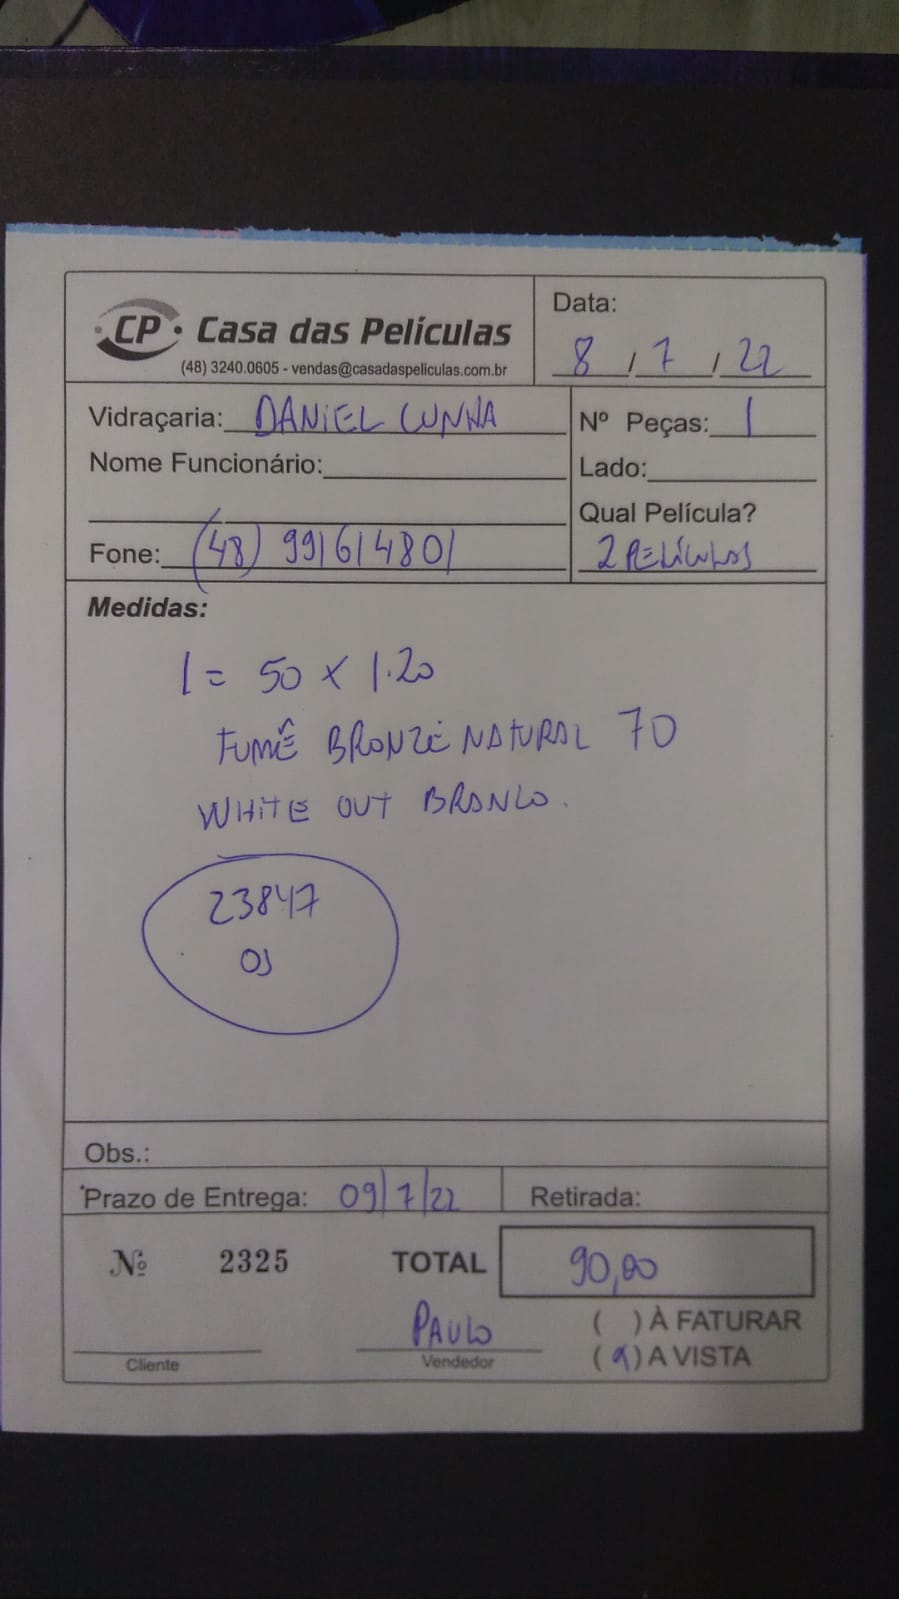 CP Casa das Películas
(48) 3240.0605 - vendas@casadaspeliculas.com.br
Data:
8 / 7 / 22
Vidraçaria: DANIEL CUNHA
Nº Peças: 1
Nome Funcionário:
Lado:
Qual Película?
Fone: (48) 991614801
2 PELÍCULAS
Medidas:
1 = 50 x 1.20
FUMÊ BRONZE NATURAL 70
WHITE OUT BRANCO.
23847
OS
Obs.:
Prazo de Entrega: 09/7/22
Retirada:
Nº 2325
TOTAL 90,00
PAULO
( ) À FATURAR
Cliente
Vendedor
(x) A VISTA